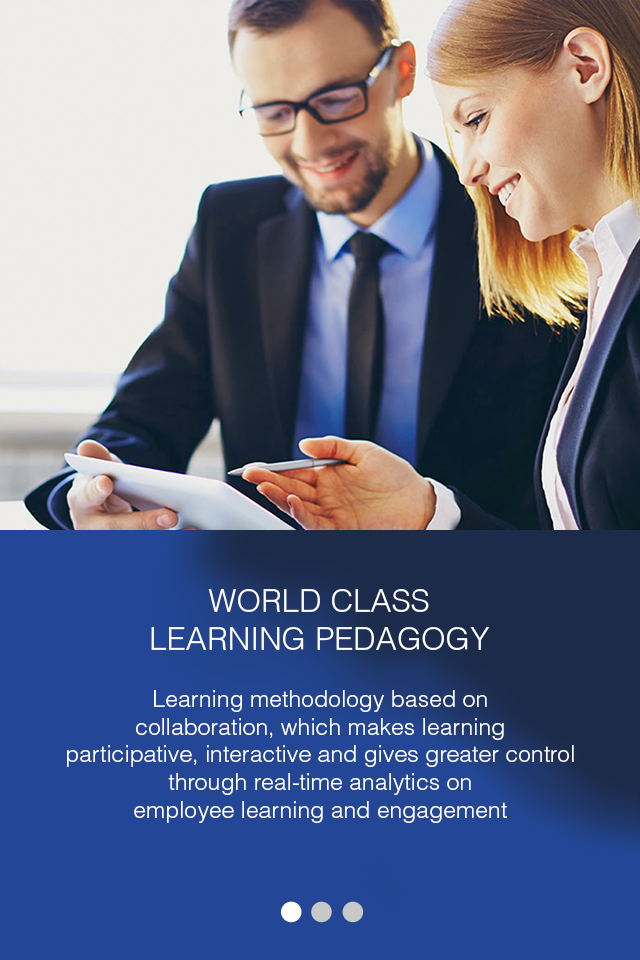 WORLD CLASS
LEARNING PEDAGOGY
Learning methodology based on
collaboration, which makes learning
participative, interactive and gives greater control
through real-time analytics on
employee learning and engagement